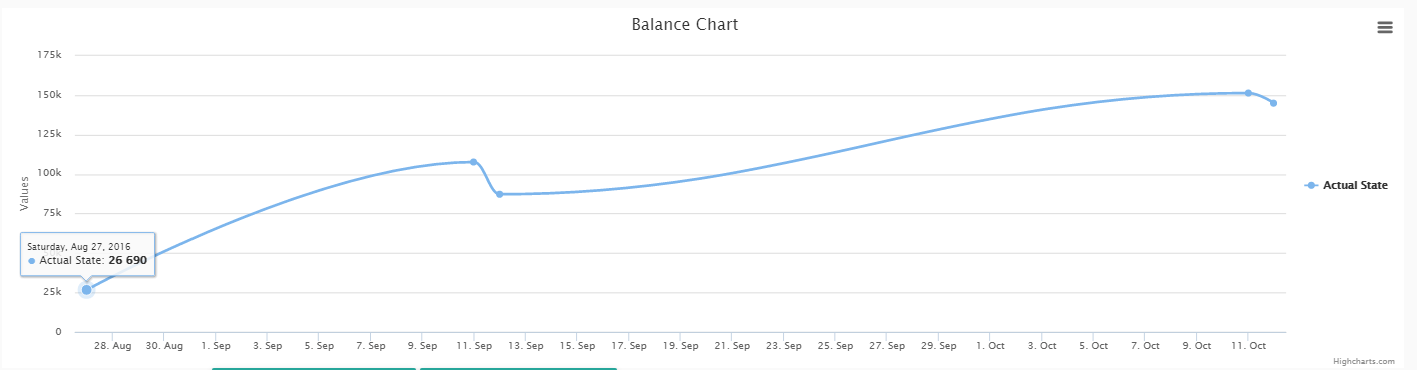 Balance Chart
175k
150k
125k
100k
75k
25k
0
Values
Saturday, Aug 27, 2016
Actual State: 26 690
Actual State
28. Aug 30. Aug 1. Sep 3. Sep 5. Sep 7. Sep 9. Sep 11. Sep 13. Sep 15. Sep 17. Sep 19. Sep 21. Sep 23. Sep 25. Sep 27. Sep 29. Sep 1. Oct 3. Oct 5. Oct 7. Oct 9. Oct 11. Oct
Highcharts.com